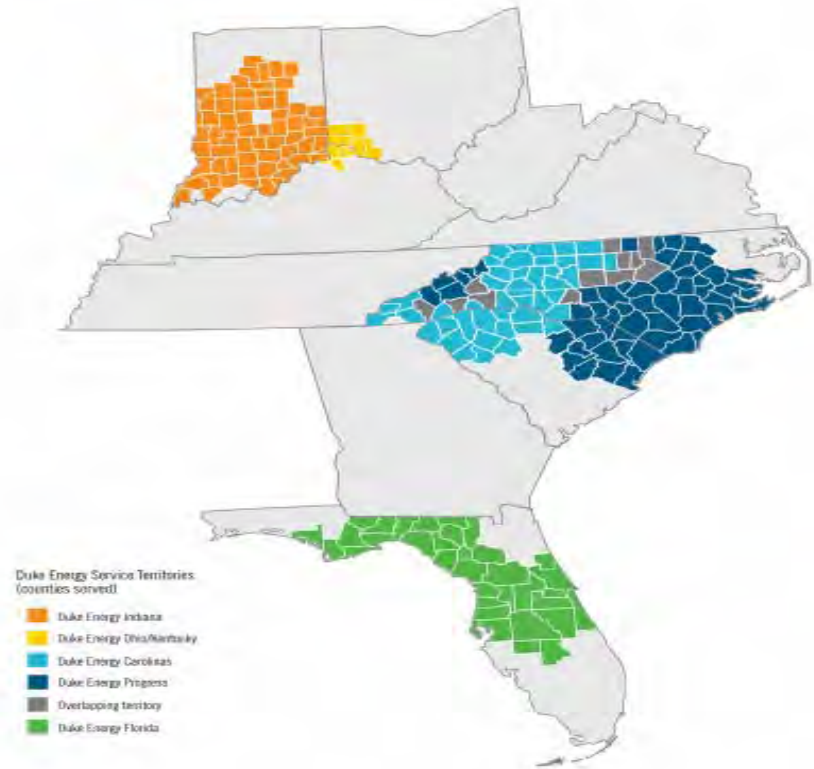 Duke Energy Service Territories
(counties served)
Duke Energy Indiana
Duke Energy Ohio/Kentucky
Duke Energy Carolinas
Duke Energy Progress
Overlapping territory
Duke Energy Florida